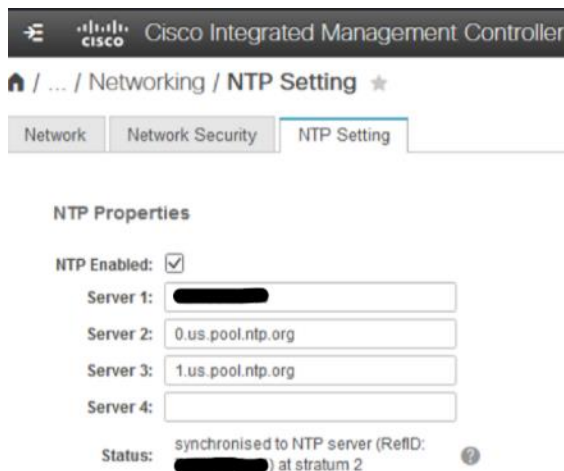 cisco Cisco Integrated Management Controller
/ ... / Networking / NTP Setting
Network Network Security NTP Setting
NTP Properties
NTP Enabled:
Server 1:
Server 2: 0.us.pool.ntp.org
Server 3: 1.us.pool.ntp.org
Server 4:
Status: synchronised to NTP server (RefID:
) at stratum 2 ?